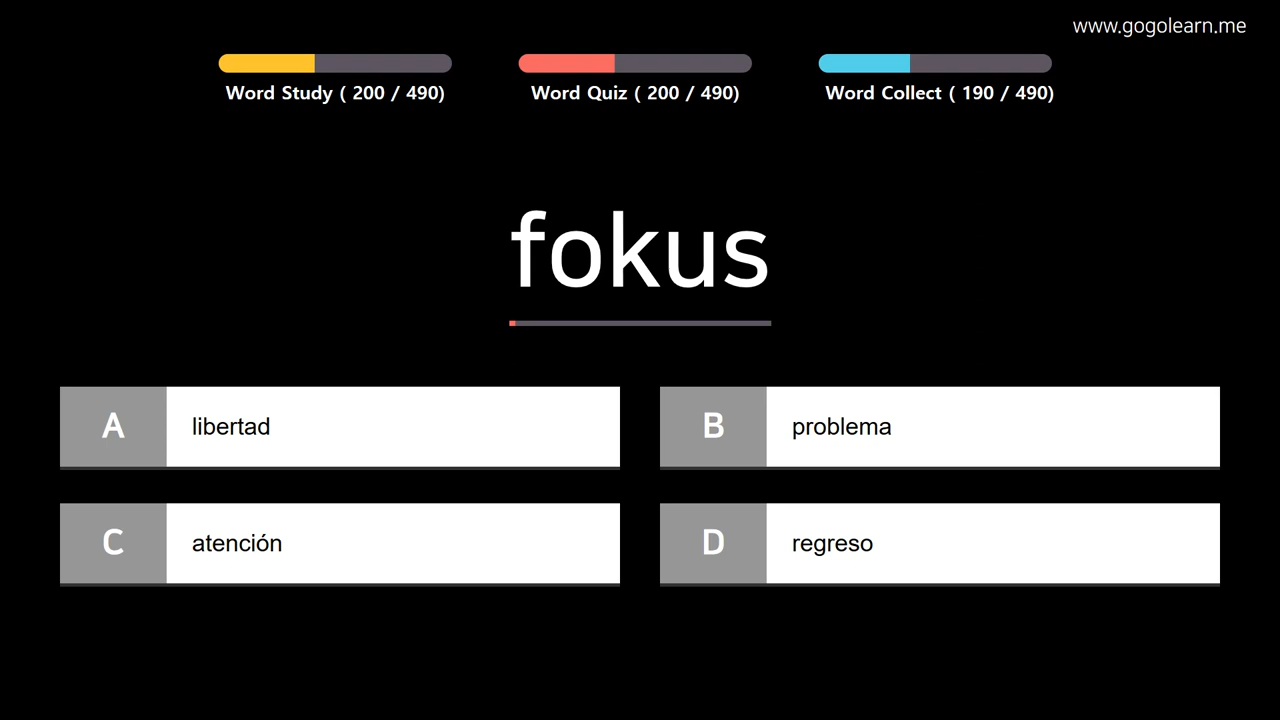 www.gogolearn.me
Word Study ( 200 / 490)
Word Quiz ( 200 / 490)
Word Collect ( 190 / 490)
fokus
A
libertad
B
problema
C
atención
D
regreso